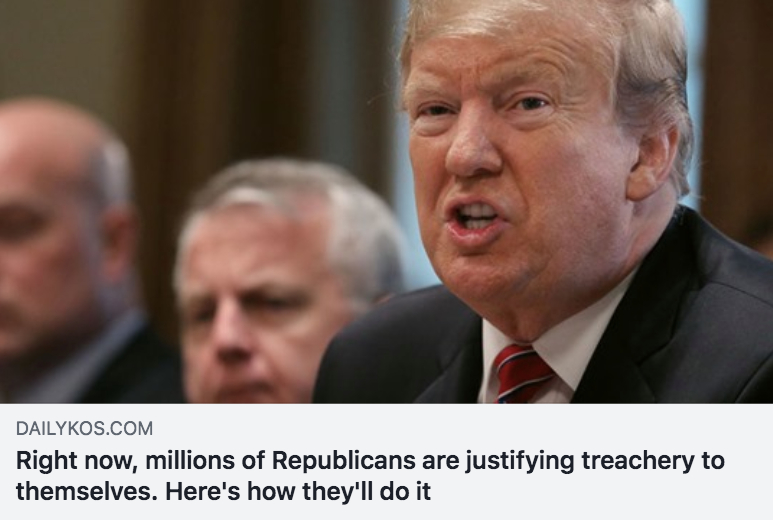 DAILYKOS.COM
Right now, millions of Republicans are justifying treachery to
themselves. Here's how they'll do it